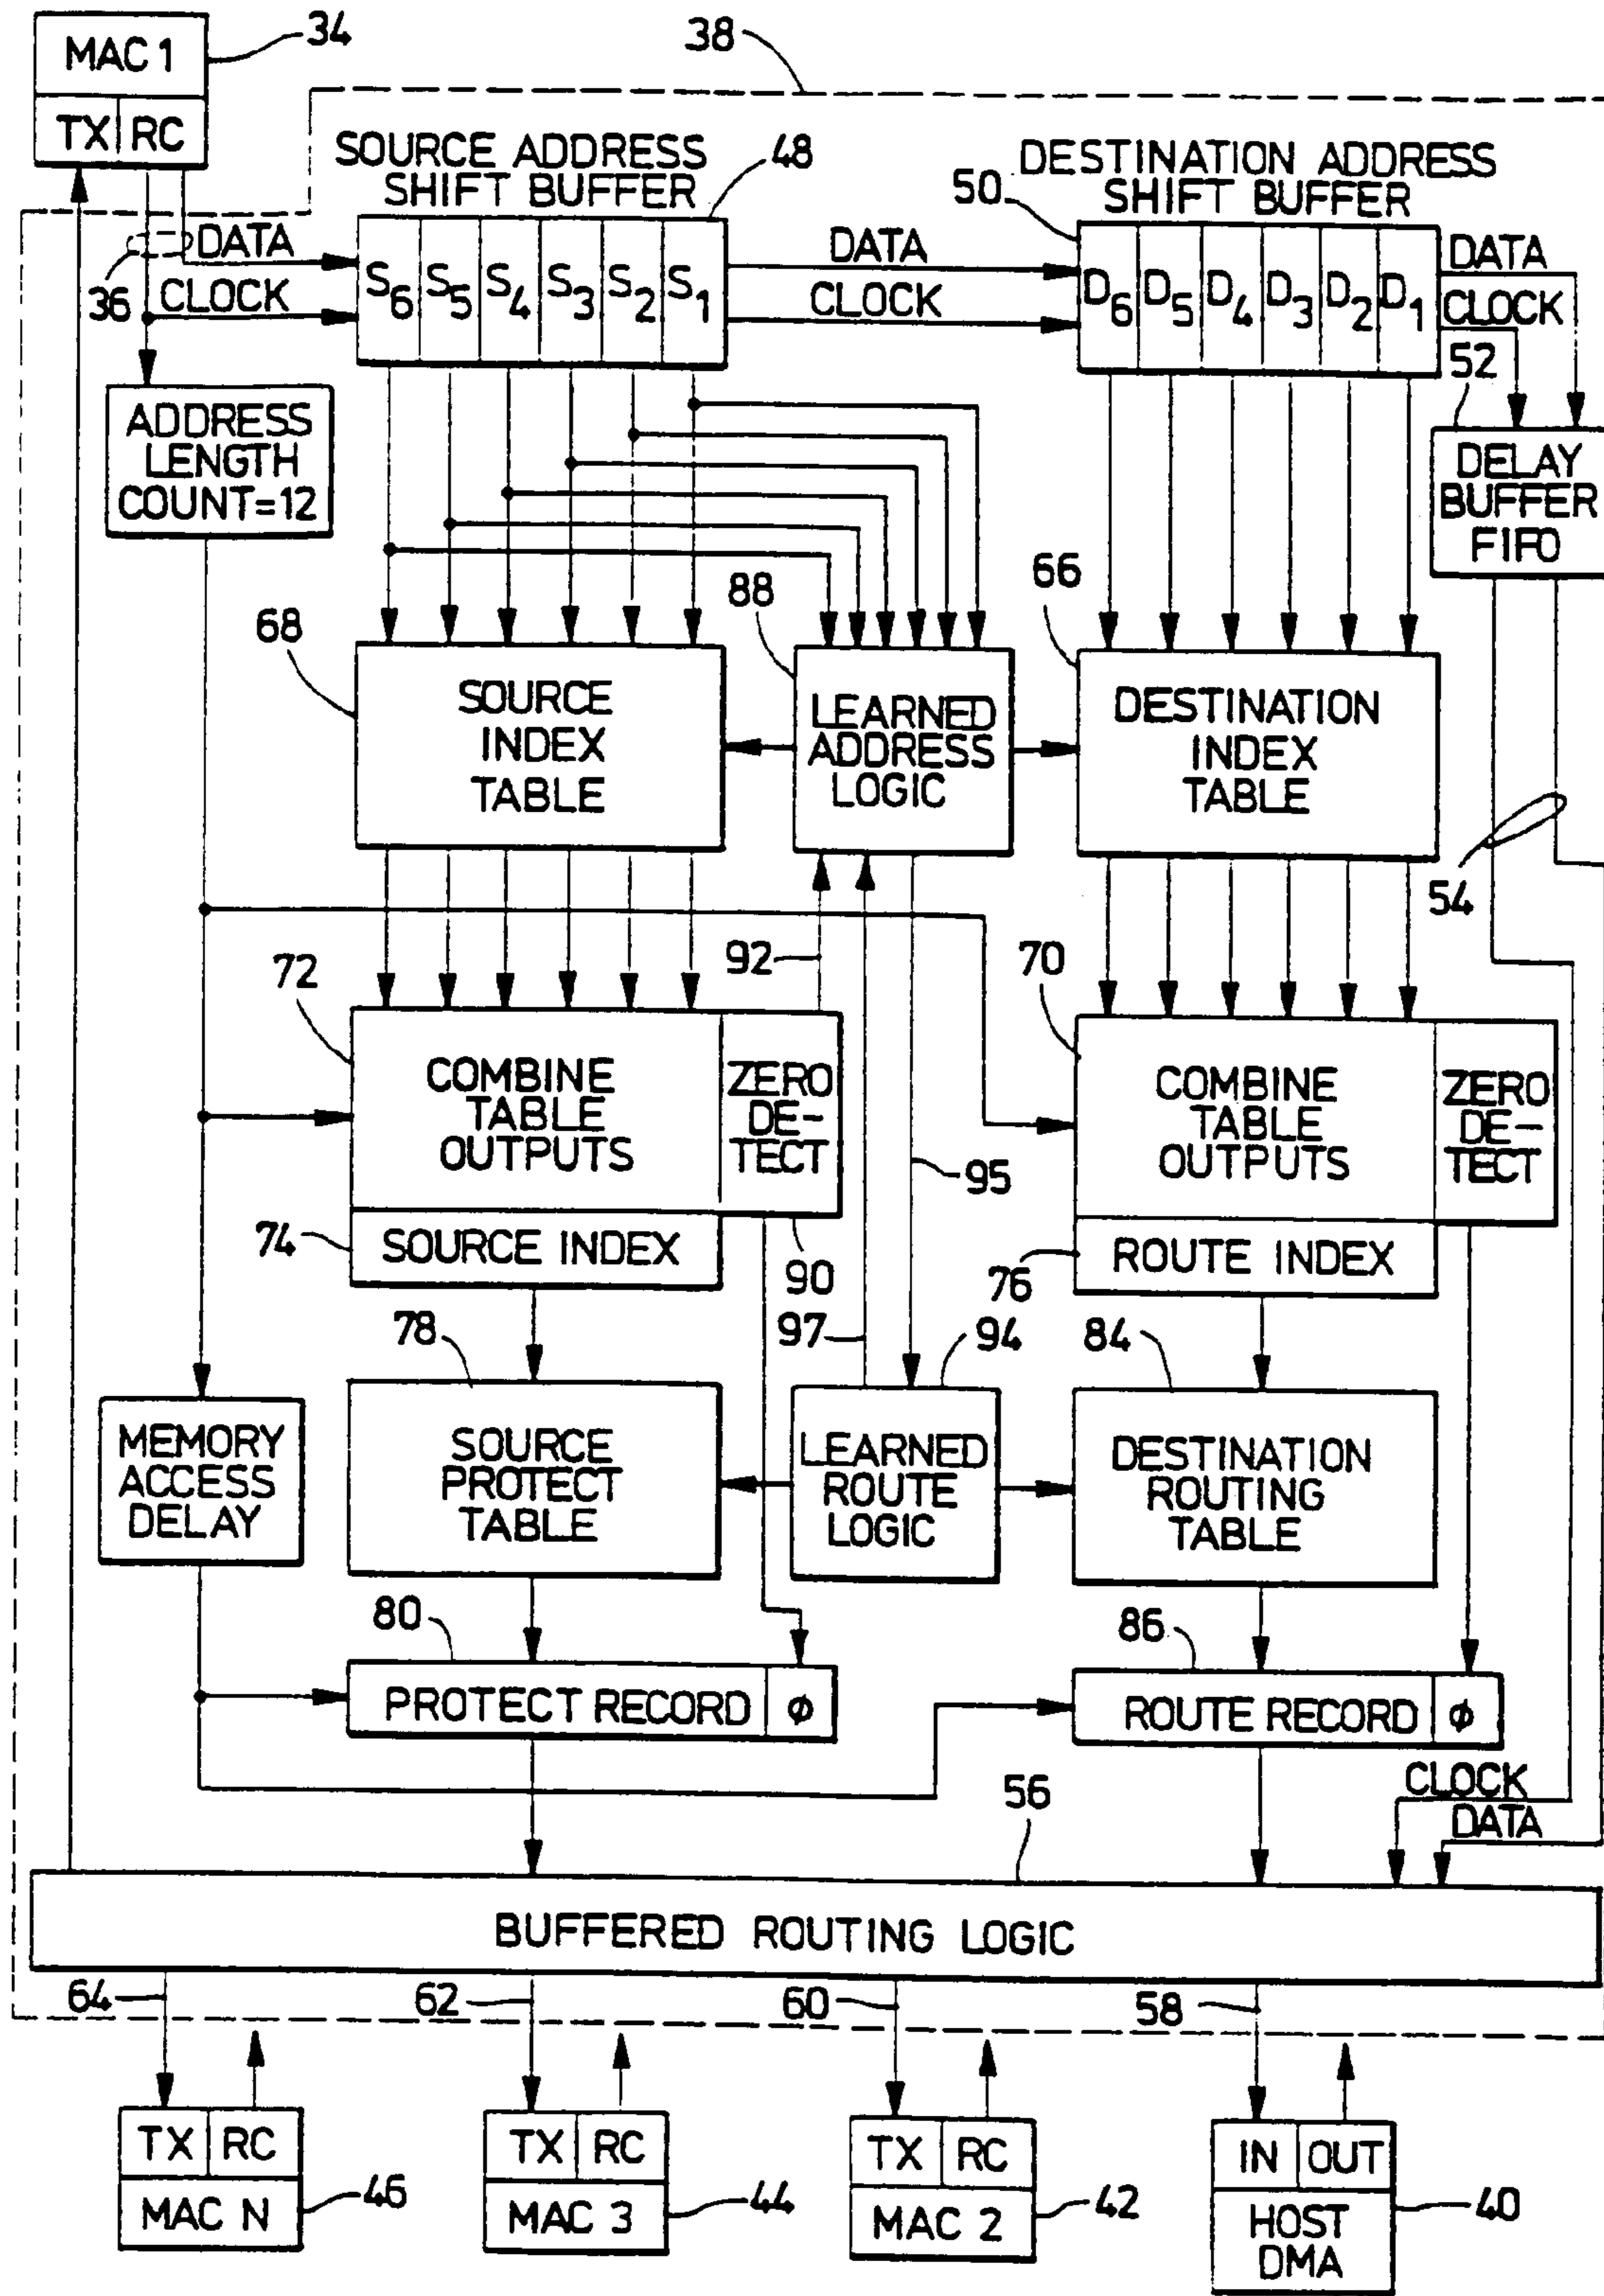 MAC 1
TX RC
34
38
SOURCE ADDRESS
SHIFT BUFFER
48
DESTINATION ADDRESS
SHIFT BUFFER
50
36
DATA
CLOCK
S6 S5 S4 S3 S2 S1
DATA
CLOCK
D6 D5 D4 D3 D2 D1
DATA
CLOCK
52
ADDRESS
LENGTH
COUNT=12
DELAY
BUFFER
FIFO
68
88
66
SOURCE
INDEX
TABLE
LEARNED
ADDRESS
LOGIC
DESTINATION
INDEX
TABLE
54
72
92
70
COMBINE
TABLE
OUTPUTS
ZERO
DE-
TECT
95
COMBINE
TABLE
OUTPUTS
ZERO
DE-
TECT
74
SOURCE INDEX
90
76
ROUTE INDEX
78
97
94
84
MEMORY
ACCESS
DELAY
SOURCE
PROTECT
TABLE
LEARNED
ROUTE
LOGIC
DESTINATION
ROUTING
TABLE
80
86
PROTECT RECORD ϕ
ROUTE RECORD ϕ
56
CLOCK
DATA
BUFFERED ROUTING LOGIC
64
62
60
58
TX RC
MAC N
46
TX RC
MAC 3
44
TX RC
MAC 2
42
IN OUT
HOST
DMA
40